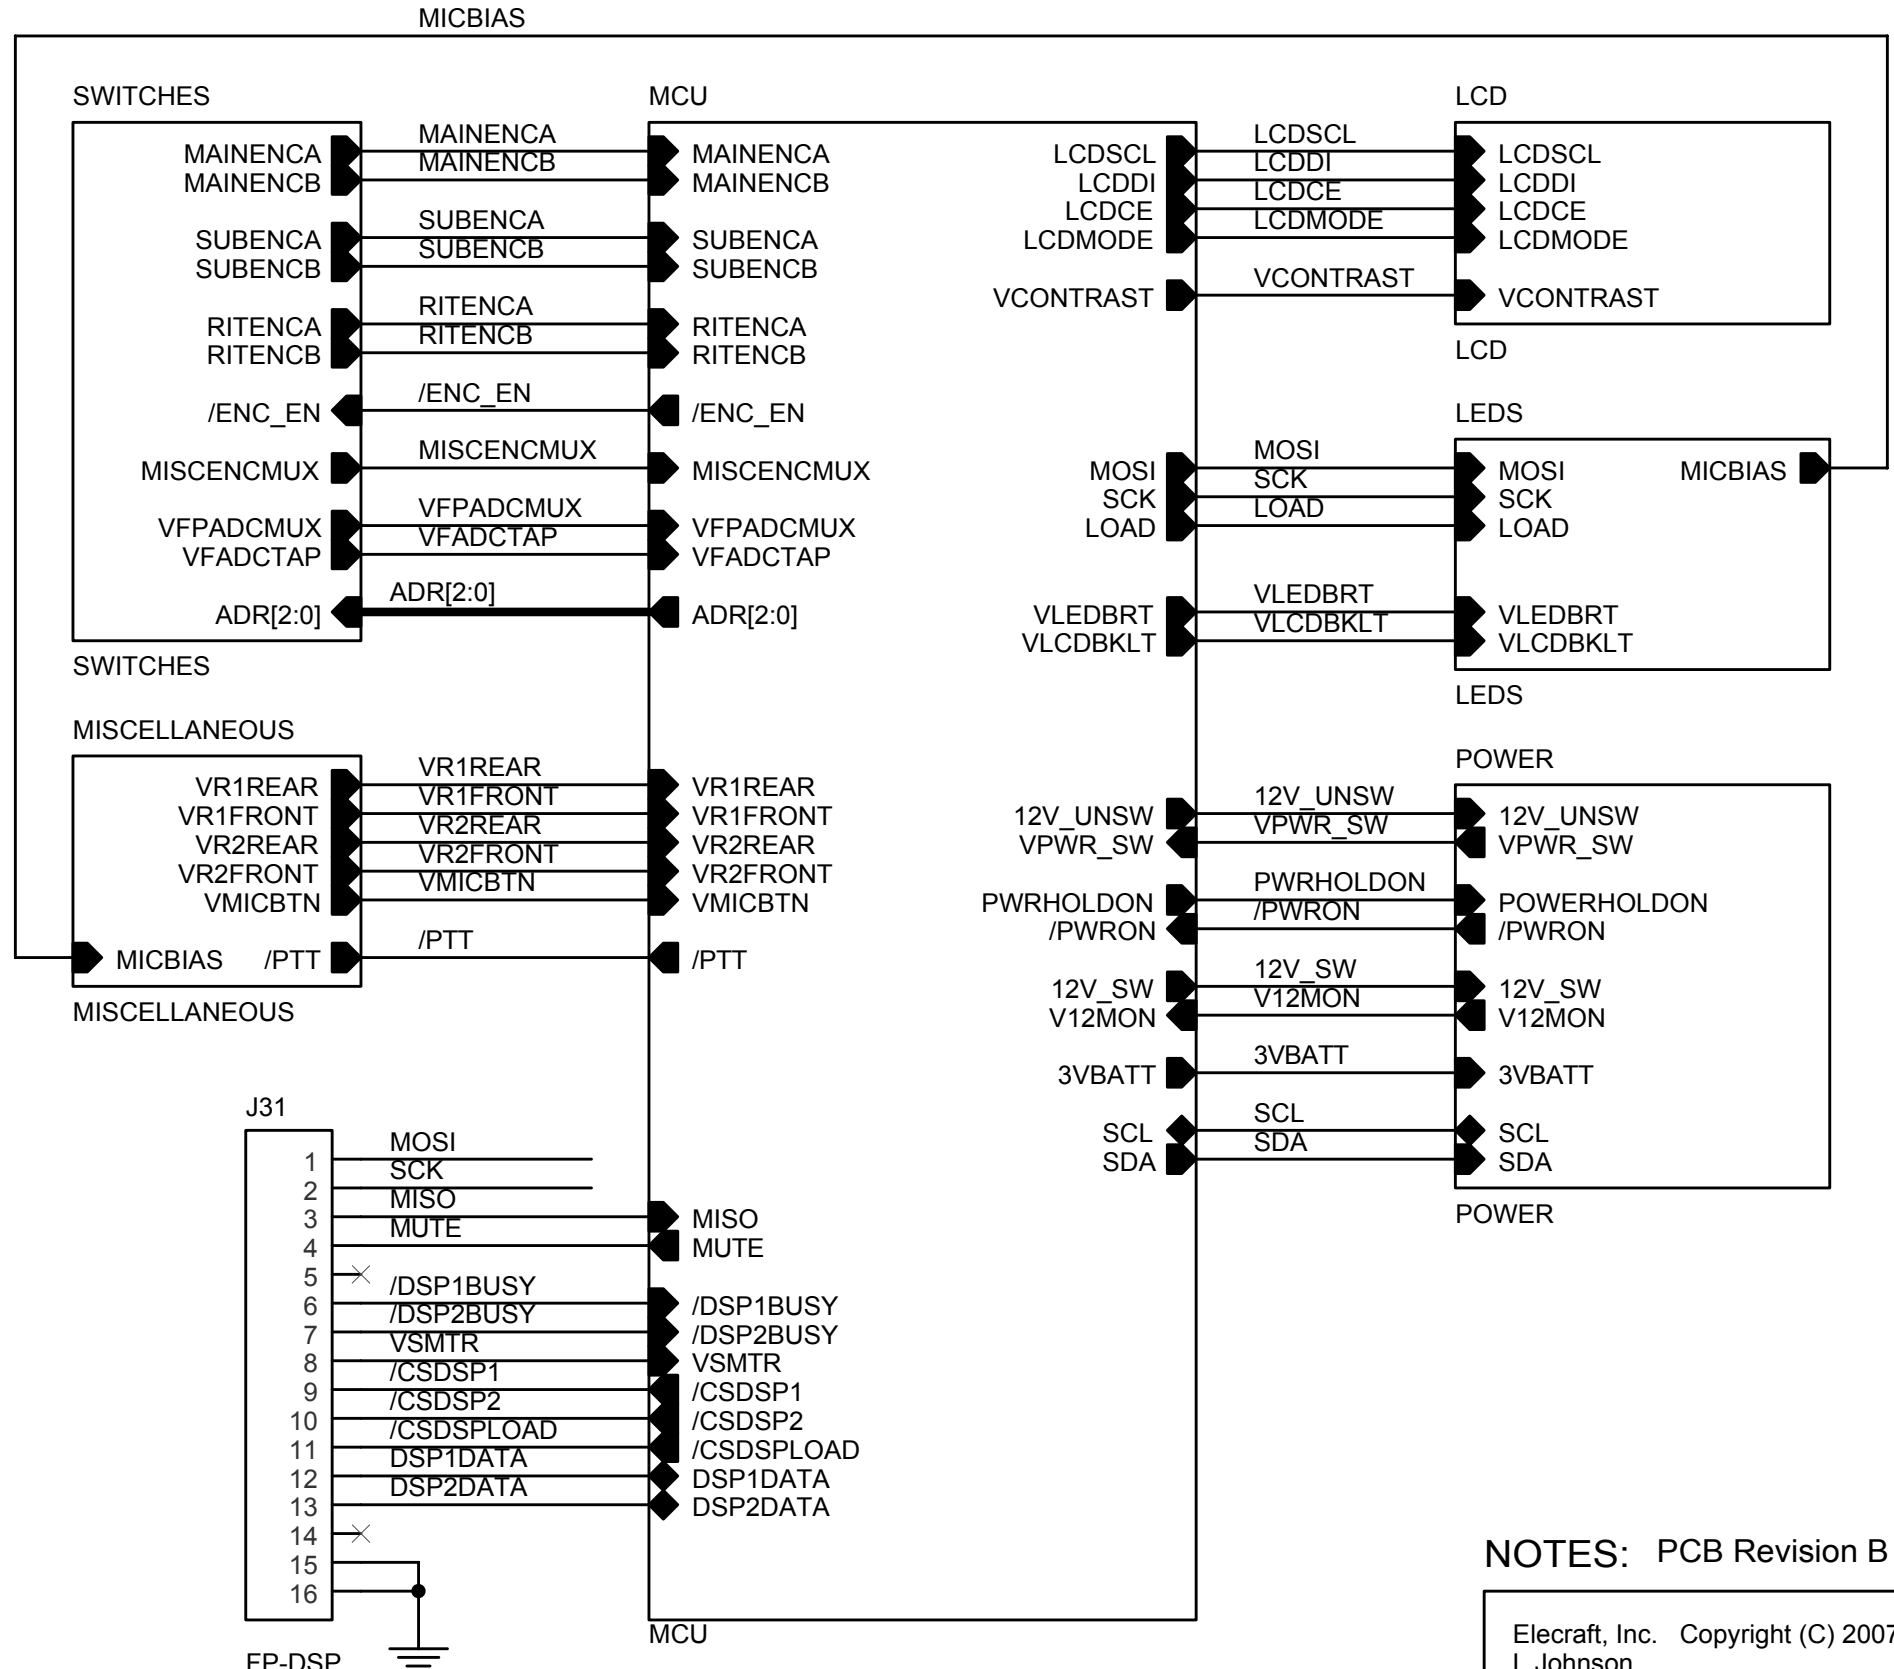 MICBIAS
SWITCHES
MAINENCA
MAINENCB
SUBENCA
SUBENCB
RITENCA
RITENCB
/ENC_EN
MISCENCMUX
VFPADCMUX
VFADCTAP
ADR[2:0]
SWITCHES
MAINENCA
MAINENCB
SUBENCA
SUBENCB
RITENCA
RITENCB
/ENC_EN
MISCENCMUX
VFPADCMUX
VFADCTAP
ADR[2:0]
MISCELLANEOUS
VR1REAR
VR1FRONT
VR2REAR
VR2FRONT
VMICBTN
MICBIAS /PTT
MISCELLANEOUS
VR1REAR
VR1FRONT
VR2REAR
VR2FRONT
VMICBTN
/PTT
J31
1
2
3
4
5
6
7
8
9
10
11
12
13
14
15
16
FP-DSP
MOSI
SCK
MISO
MUTE
/DSP1BUSY
/DSP2BUSY
VSMTR
/CSDSP1
/CSDSP2
/CSDSPLOAD
DSP1DATA
DSP2DATA
MCU
MAINENCA
MAINENCB
SUBENCA
SUBENCB
RITENCA
RITENCB
/ENC_EN
MISCENCMUX
VFPADCMUX
VFADCTAP
ADR[2:0]
VR1REAR
VR1FRONT
VR2REAR
VR2FRONT
VMICBTN
/PTT
MISO
MUTE
/DSP1BUSY
/DSP2BUSY
VSMTR
/CSDSP1
/CSDSP2
/CSDSPLOAD
DSP1DATA
DSP2DATA
LCDSCL
LCDDI
LCDCE
LCDMODE
VCONTRAST
MOSI
SCK
LOAD
VLEDBRT
VLCDBKLT
12V_UNSW
VPWR_SW
PWRHOLDON
/PWRON
12V_SW
V12MON
3VBATT
SCL
SDA
MCU
LCDSCL
LCDDI
LCDCE
LCDMODE
VCONTRAST
MOSI
SCK
LOAD
VLEDBRT
VLCDBKLT
12V_UNSW
VPWR_SW
PWRHOLDON
/PWRON
12V_SW
V12MON
3VBATT
SCL
SDA
LCD
LCDSCL
LCDDI
LCDCE
LCDMODE
VCONTRAST
LCD
LEDS
MOSI MICBIAS
SCK
LOAD
VLEDBRT
VLCDBKLT
LEDS
POWER
12V_UNSW
VPWR_SW
POWERHOLDON
/PWRON
12V_SW
V12MON
3VBATT
SCL
SDA
POWER
NOTES: PCB Revision B
Elecraft, Inc. Copyright (C) 2007
L Johnson